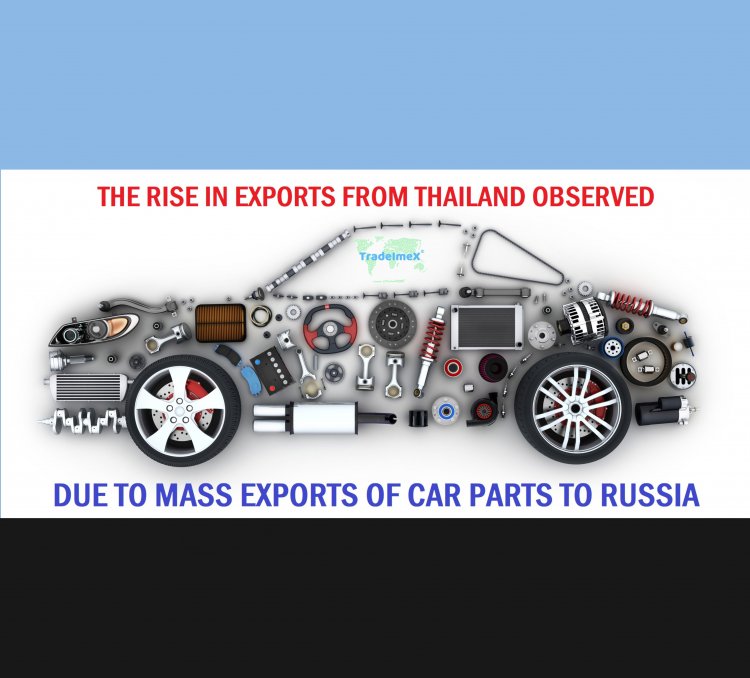 THE RISE IN EXPORTS FROM THAILAND OBSERVED
TradeImeX
DUE TO MASS EXPORTS OF CAR PARTS TO RUSSIA